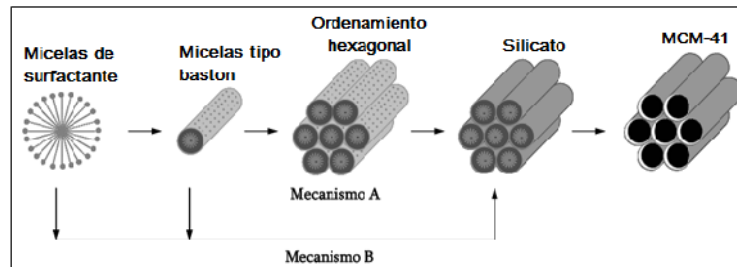 Micelas de
surfactante
Micelas tipo
baston
Ordenamiento
hexagonal
Silicato
MCM-41
Mecanismo A
Mecanismo B